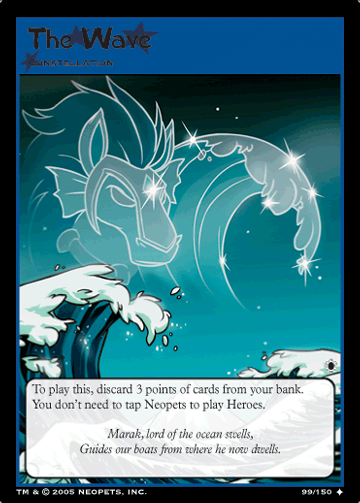 The Wave
CONSTELLATION
To play this, discard 3 points of cards from your bank.
You don't need to tap Neopets to play Heroes.
Marak, lord of the ocean swells,
Guides our boats from where he now dwells.
TM & © 2005 NEOPETS, INC.
99/150